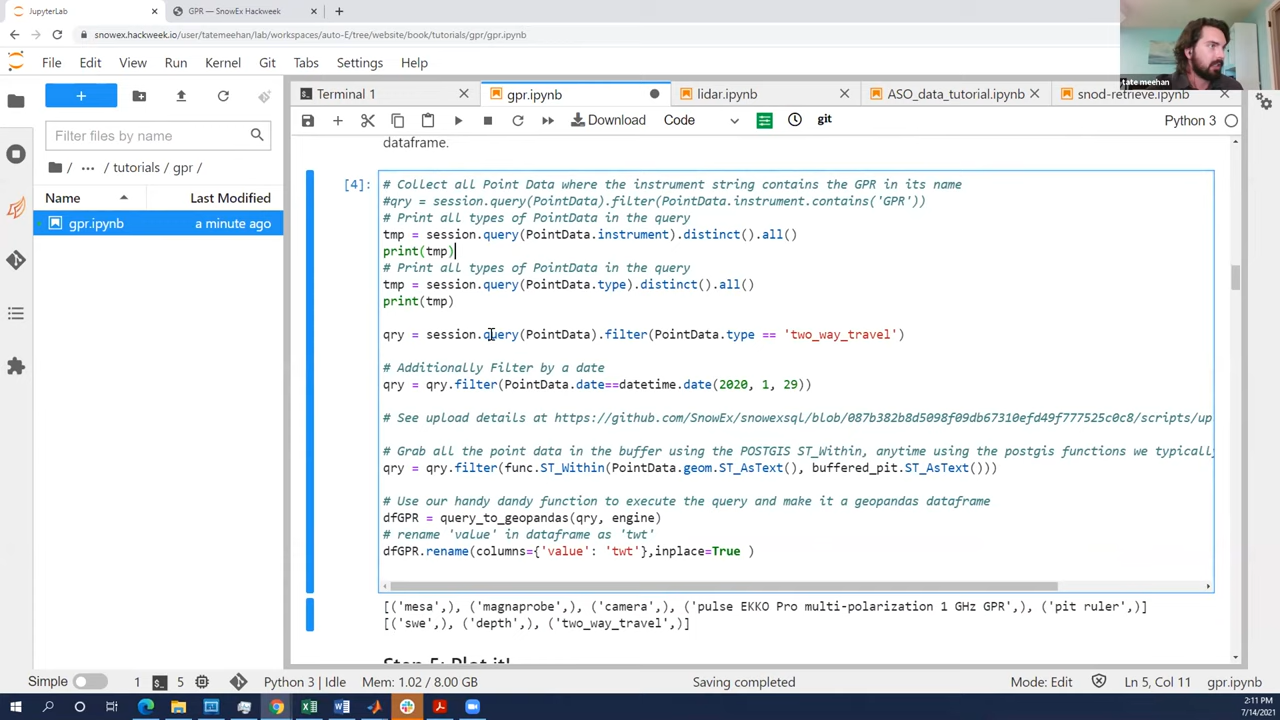 JupyterLab
GPR — SnowEx Hackweek
snowex.hackweek.io/user/tatemeehan/lab/workspaces/auto-E/tree/website/book/tutorials/gpr/gpr.ipynb
tate meehan
File Edit View Run Kernel Git Tabs Settings Help
Terminal 1
gpr.ipynb
lidar.ipynb
ASO_data_tutorial.ipynb
snod-retrieve.ipynb
Filter files by name
Download
Code
git
Python 3
/ ... / tutorials / gpr /
Name
Last Modified
gpr.ipynb
a minute ago
dataframe.
[4]:
# Collect all Point Data where the instrument string contains the GPR in its name
#qry = session.query(PointData).filter(PointData.instrument.contains('GPR'))
# Print all types of PointData in the query
tmp = session.query(PointData.instrument).distinct().all()
print(tmp)
# Print all types of PointData in the query
tmp = session.query(PointData.type).distinct().all()
print(tmp)
qry = session.query(PointData).filter(PointData.type == 'two_way_travel')
# Additionally Filter by a date
qry = qry.filter(PointData.date==datetime.date(2020, 1, 29))
# See upload details at https://github.com/SnowEx/snowexsql/blob/087b382b8d5098f09db67310efd49f777525c0c8/scripts/up
# Grab all the point data in the buffer using the POSTGIS ST_Within, anytime using the postgis functions we typically
qry = qry.filter(func.ST_Within(PointData.geom.ST_AsText(), buffered_pit.ST_AsText()))
# Use our handy dandy function to execute the query and make it a geopandas dataframe
dfGPR = query_to_geopandas(qry, engine)
# rename 'value' in dataframe as 'twt'
dfGPR.rename(columns={'value': 'twt'},inplace=True )
[('mesa',), ('magnaprobe',), ('camera',), ('pulse EKKO Pro multi-polarization 1 GHz GPR',), ('pit ruler',)]
[('swe',), ('depth',), ('two_way_travel',)]
Step 5: Plot it!
Simple
1
5
Python 3 | Idle
Mem: 1.02 / 8.00 GB
Saving completed
Mode: Edit
Ln 5, Col 11
gpr.ipynb
2:11 PM
7/14/2021